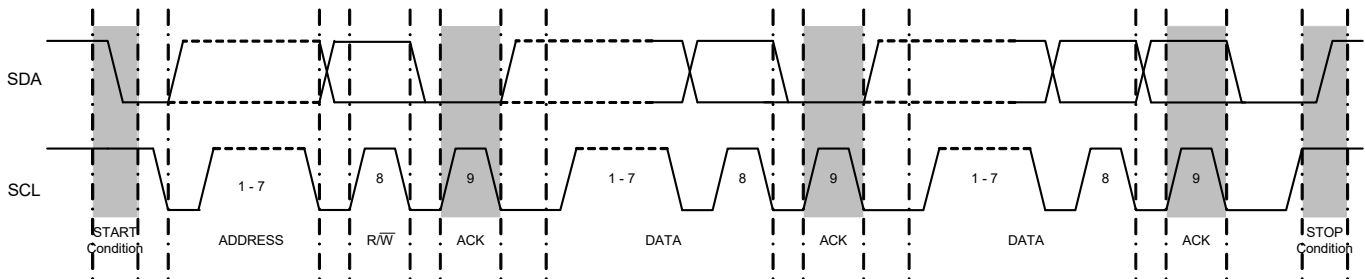 SDA
SCL
1 - 7
8
9
1 - 7
8
9
1 - 7
8
9
START
Condition
ADDRESS
R/W̅
ACK
DATA
ACK
DATA
ACK
STOP
Condition